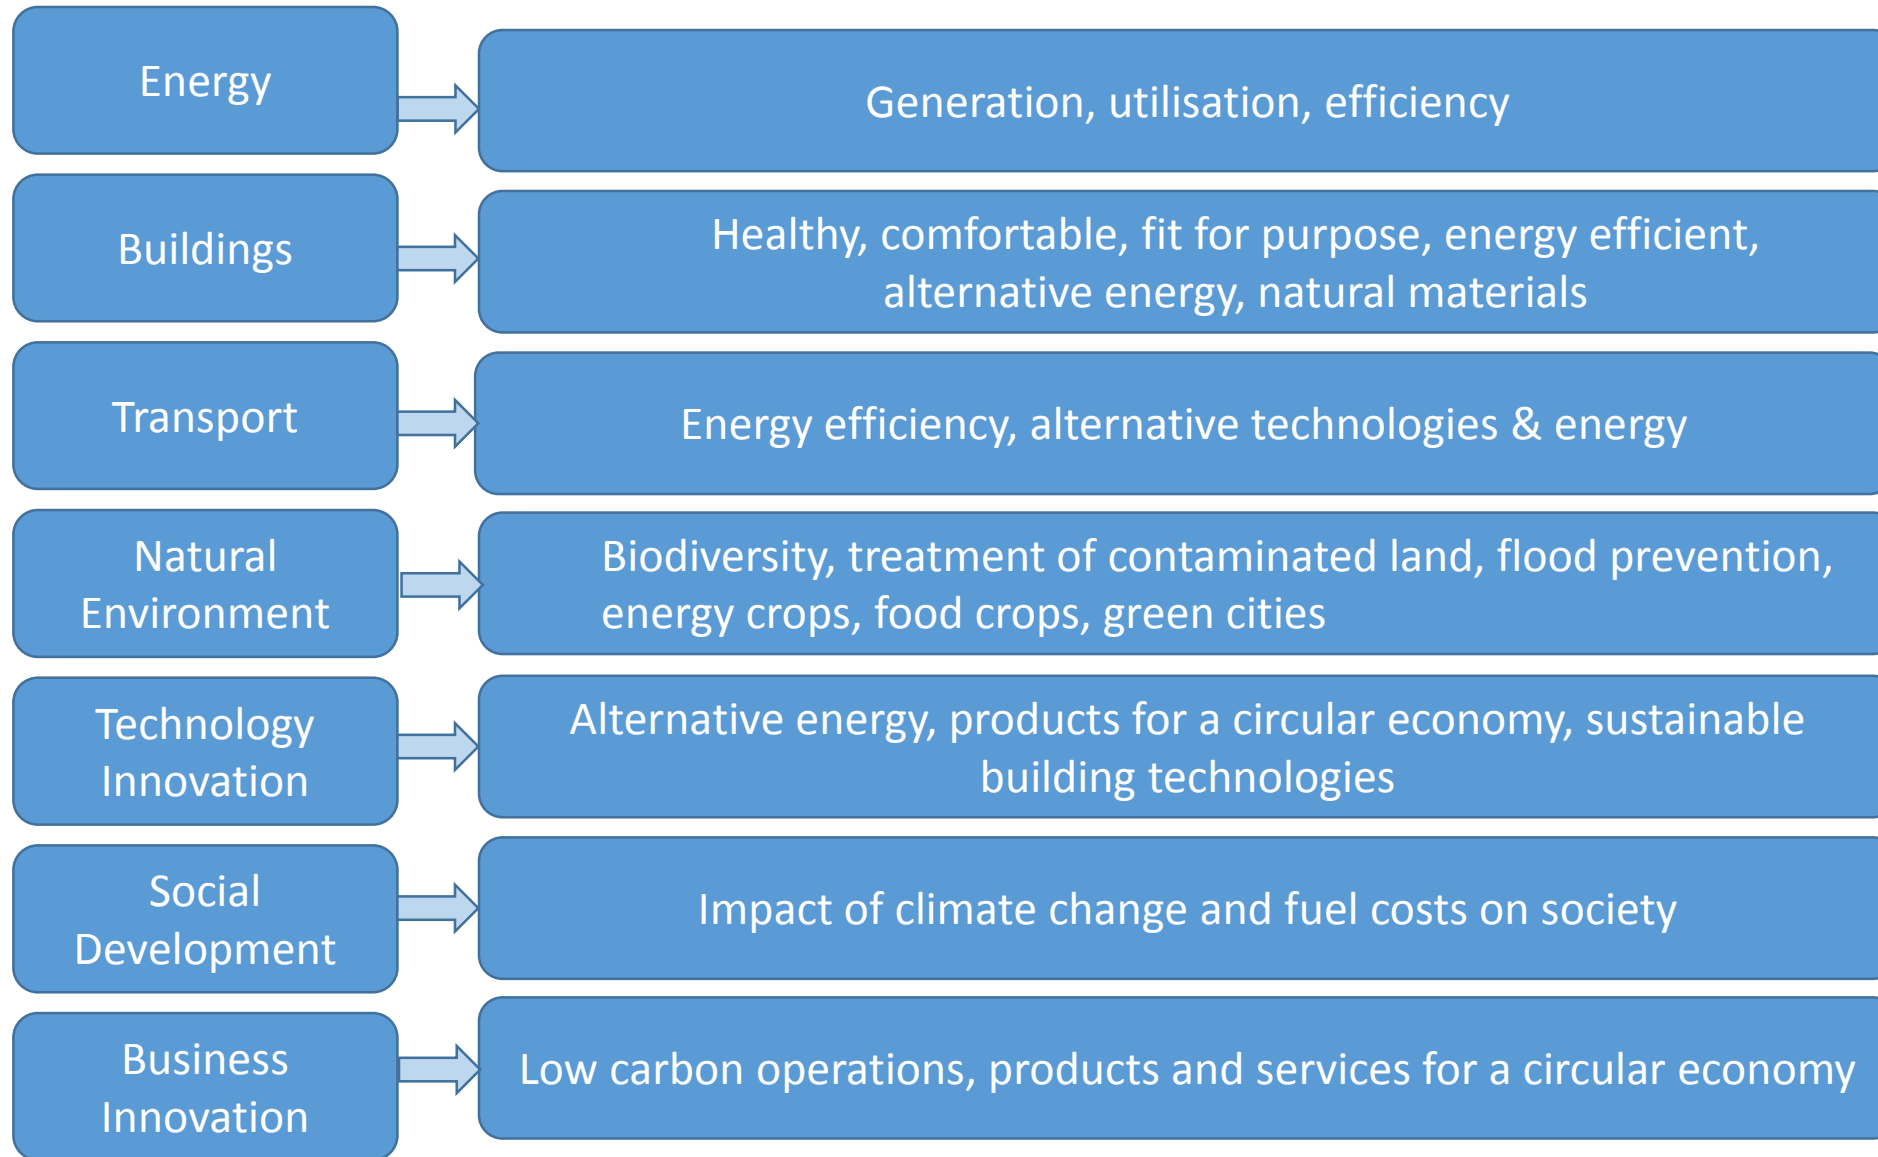 Energy
Generation, utilisation, efficiency
Buildings
Healthy, comfortable, fit for purpose, energy efficient,
alternative energy, natural materials
Transport
Energy efficiency, alternative technologies & energy
Natural
Environment
Biodiversity, treatment of contaminated land, flood prevention,
energy crops, food crops, green cities
Technology
Innovation
Alternative energy, products for a circular economy, sustainable
building technologies
Social
Development
Impact of climate change and fuel costs on society
Business
Innovation
Low carbon operations, products and services for a circular economy